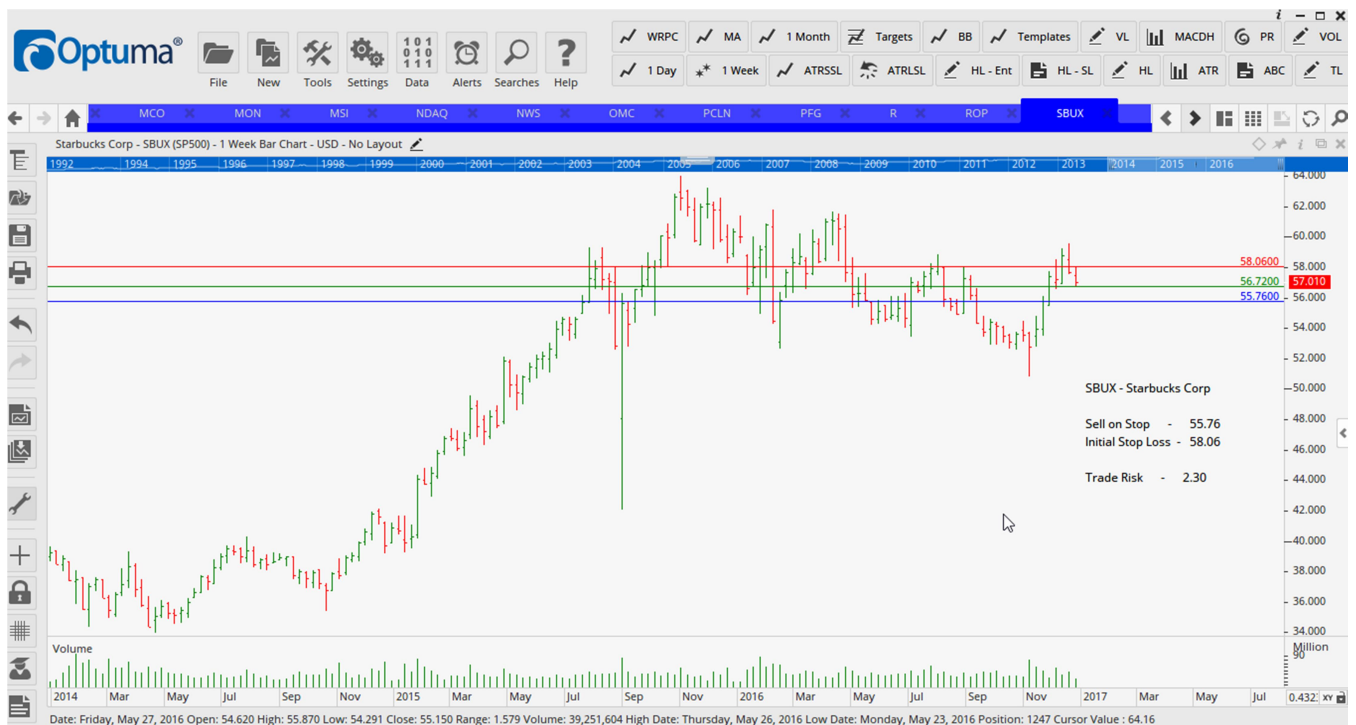 i
Optuma®
File New Tools Settings Data Alerts Searches Help
101
010
111
WRPC MA 1 Month Targets BB Templates VL MACDH PR VOL
1 Day 1 Week ATRSSL ATRLSL HL - Ent HL - SL HL ATR ABC TL
MCO MON MSI NDAQ NWS OMC PCLN PFG R ROP SBUX
Starbucks Corp - SBUX (SP500) - 1 Week Bar Chart - USD - No Layout
1992 1994 1995 1996 1997 1998 1999 2000 2001 2002 2003 2004 2005 2006 2007 2008 2009 2010 2011 2012 2013 2014 2015 2016
64.000
62.000
60.000
58.0600
58.000
56.7200
57.010
55.7600
56.000
54.000
52.000
50.000
SBUX - Starbucks Corp
48.000
Sell on Stop - 55.76
Initial Stop Loss - 58.06
46.000
Trade Risk - 2.30
44.000
42.000
40.000
38.000
36.000
34.000
Volume
Million
90
2014 Mar May Jul Sep Nov 2015 Mar May Jul Sep Nov 2016 Mar May Jul Sep Nov 2017 Mar May Jul XY
Date: Friday, May 27, 2016 Open: 54.620 High: 55.870 Low: 54.291 Close: 55.150 Range: 1.579 Volume: 39,251,604 High Date: Thursday, May 26, 2016 Low Date: Monday, May 23, 2016 Position: 1247 Cursor Value : 64.16